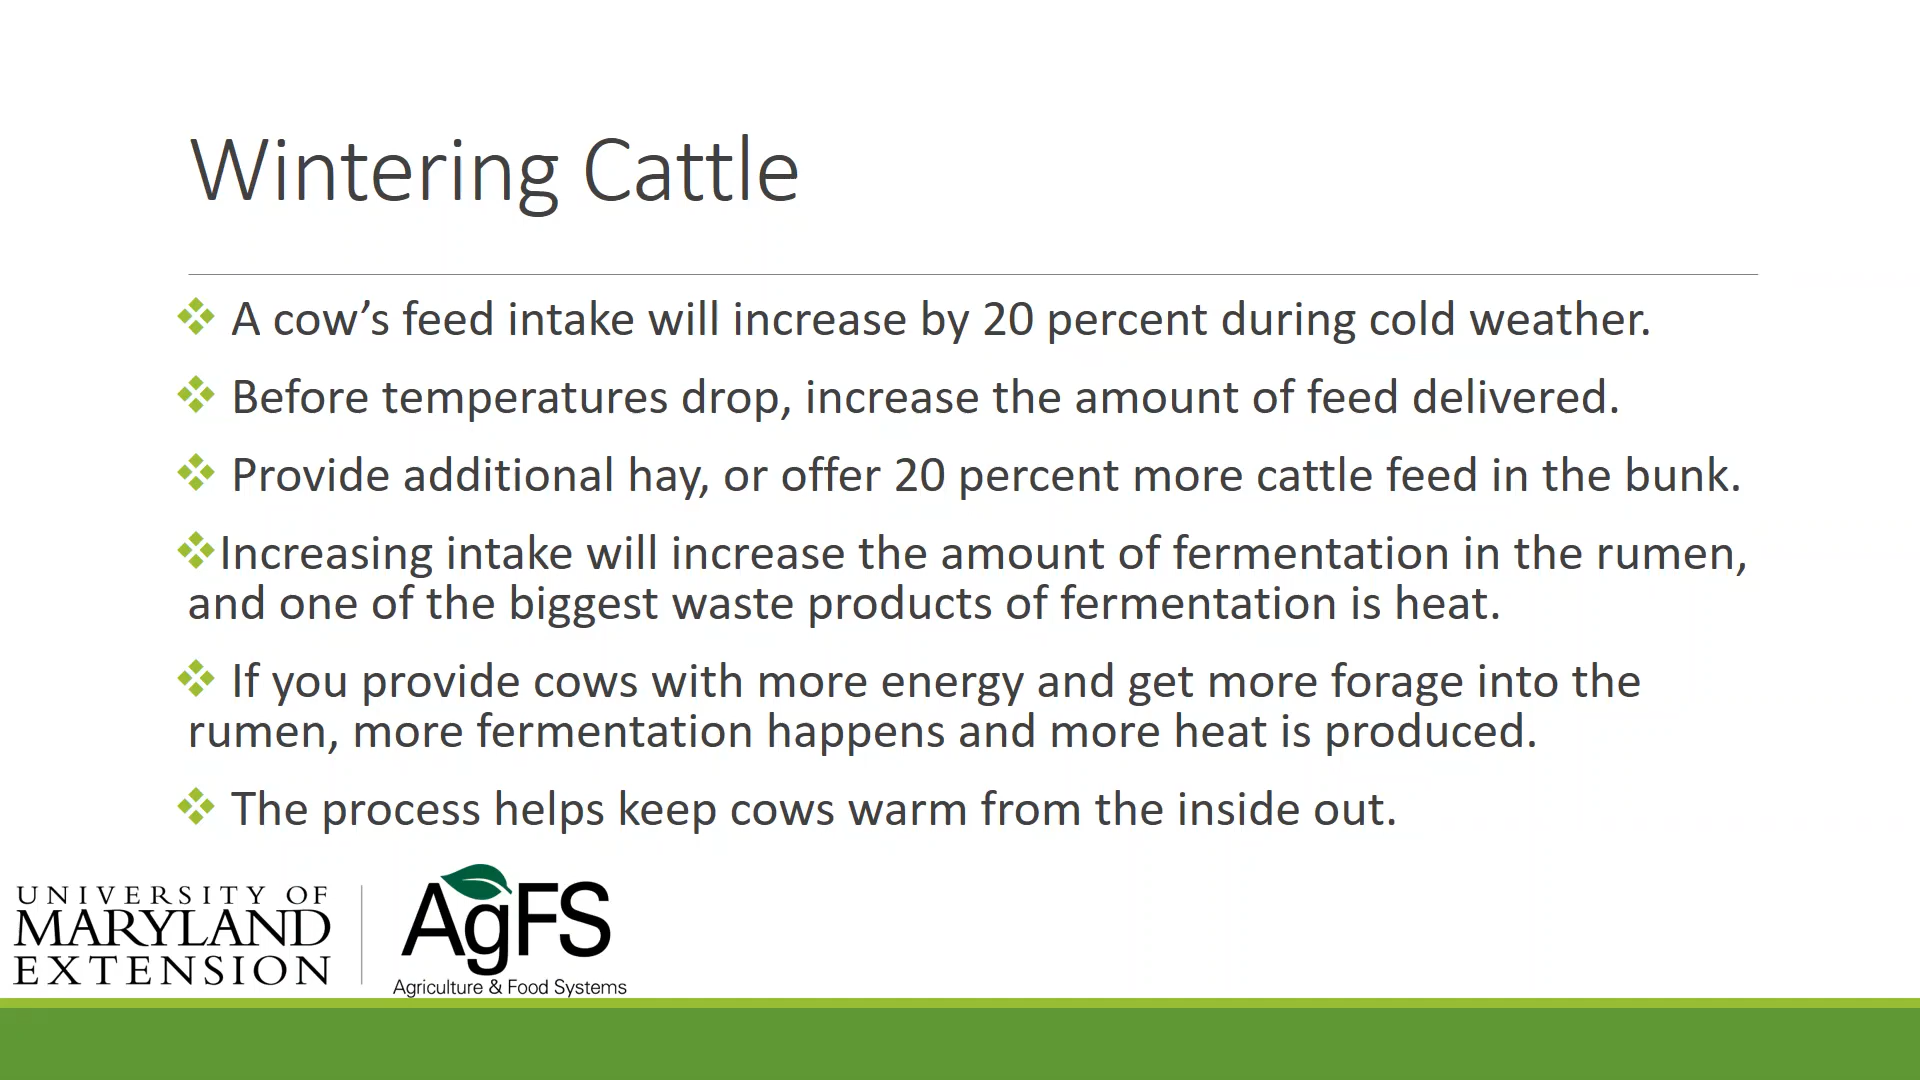 Wintering Cattle
❖ A cow’s feed intake will increase by 20 percent during cold weather.
❖ Before temperatures drop, increase the amount of feed delivered.
❖ Provide additional hay, or offer 20 percent more cattle feed in the bunk.
❖Increasing intake will increase the amount of fermentation in the rumen,
and one of the biggest waste products of fermentation is heat.
❖ If you provide cows with more energy and get more forage into the
rumen, more fermentation happens and more heat is produced.
❖ The process helps keep cows warm from the inside out.
UNIVERSITY OF
MARYLAND
EXTENSION
AgFS
Agriculture & Food Systems